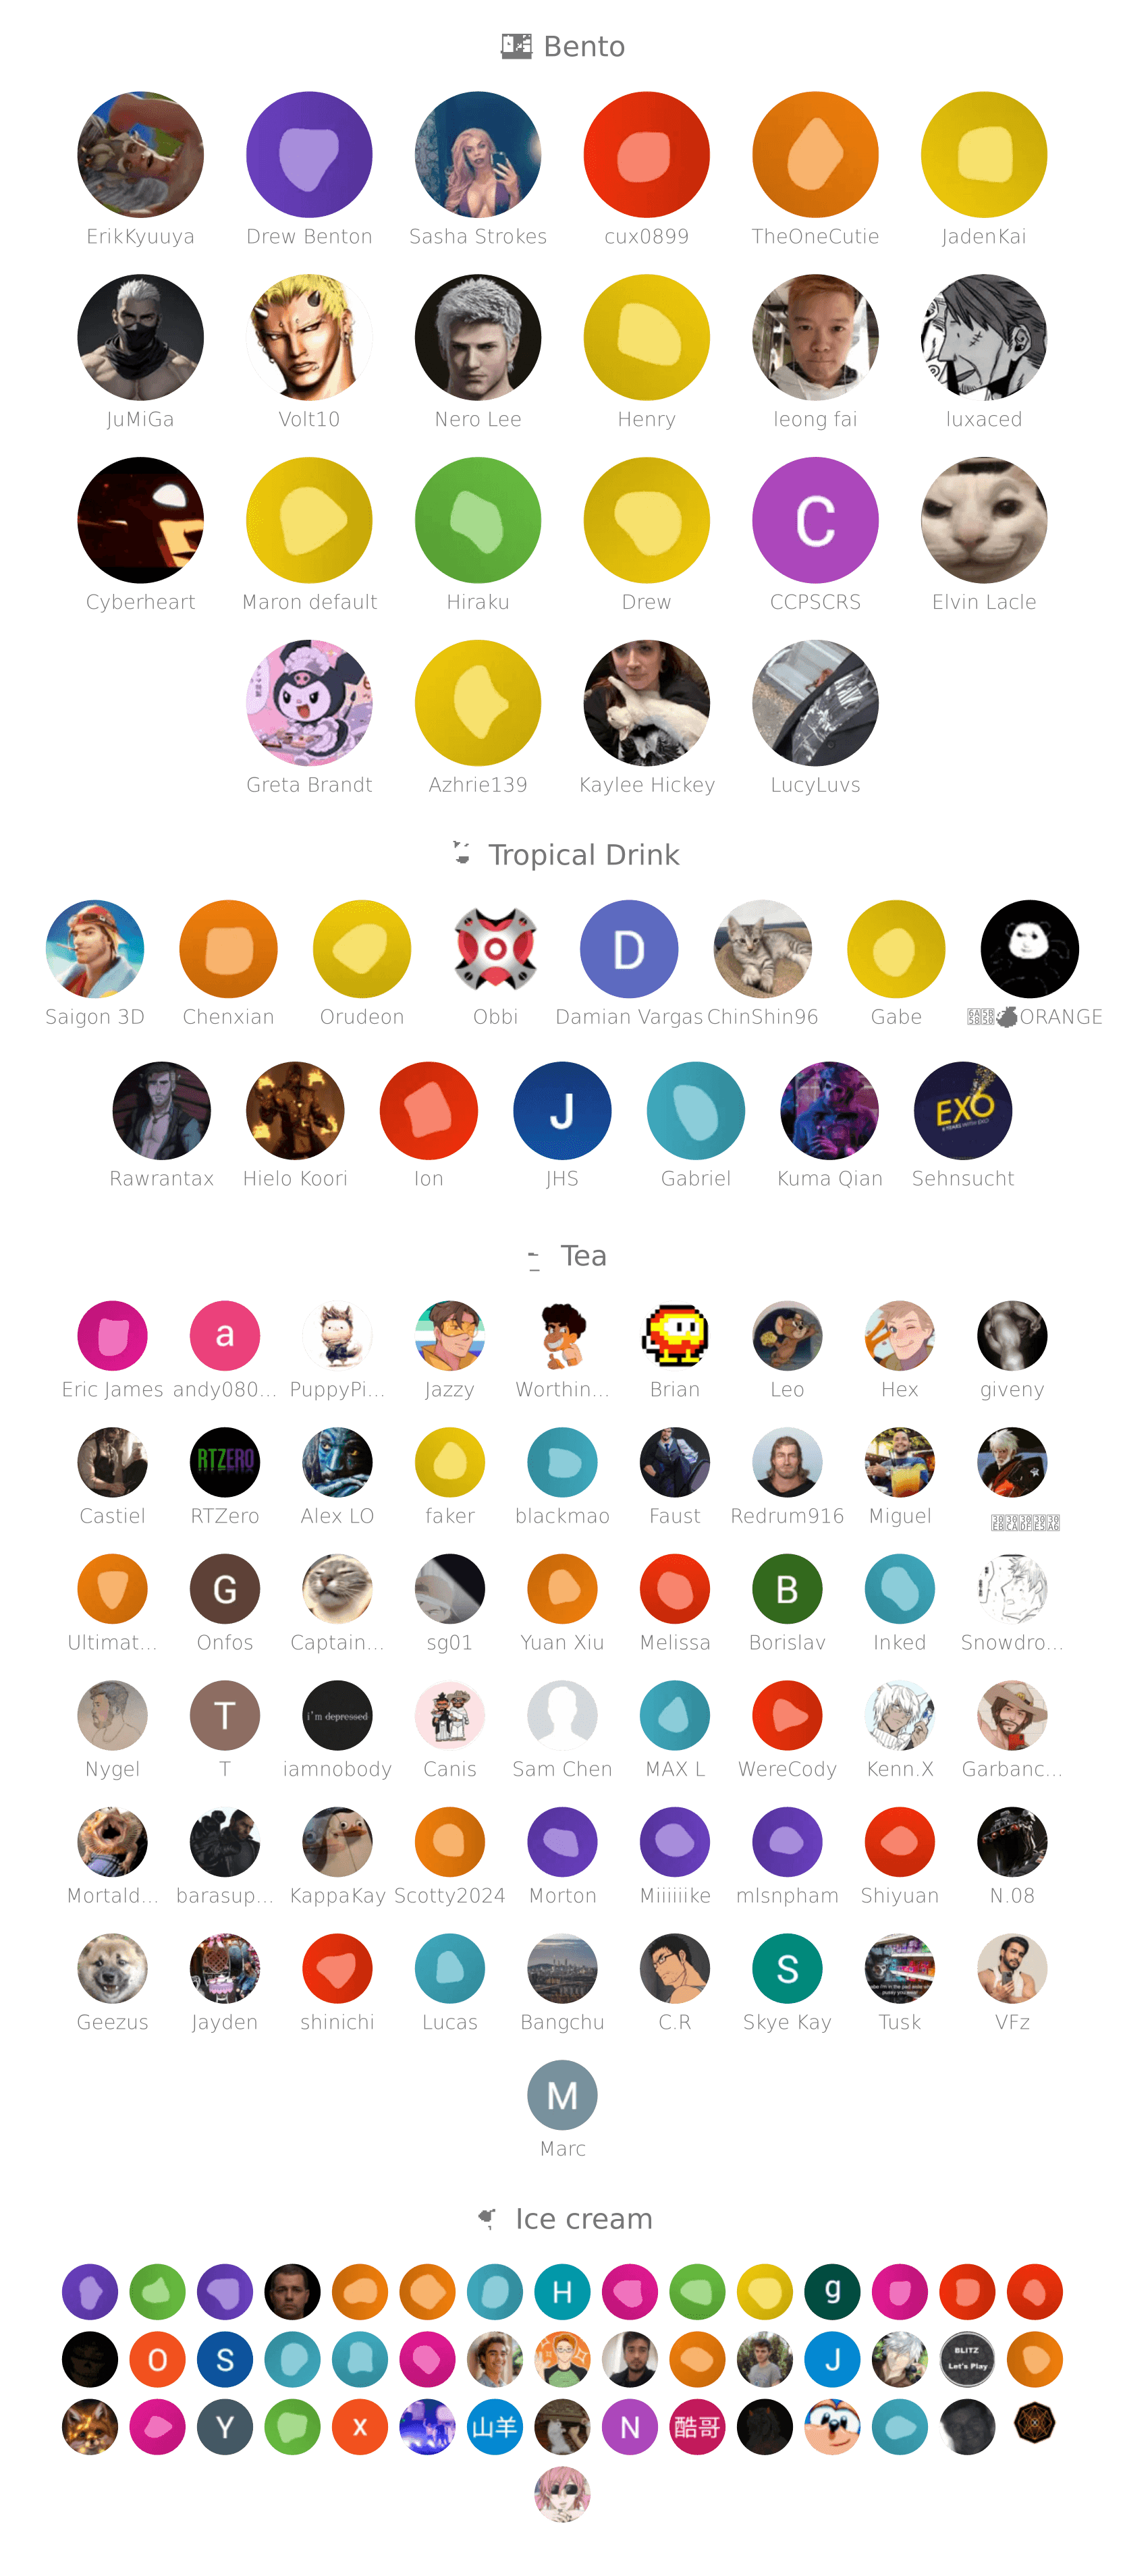 Bento
ErikKyuuya Drew Benton Sasha Strokes cux0899 TheOneCutie JadenKai
JuMiGa Volt10 Nero Lee Henry leong fai luxaced
Cyberheart Maron default Hiraku Drew C CCPSCRS Elvin Lacle
Greta Brandt Azhrie139 Kaylee Hickey LucyLuvs
Tropical Drink
D
Saigon 3D Chenxian Orudeon Obbi Damian Vargas ChinShin96 Gabe ORANGE
J EXO
Rawrantax Hielo Koori Ion JHS Gabriel Kuma Qian Sehnsucht
Tea
a
Eric James andy080... PuppyPi... Jazzy Worthin... Brian Leo Hex giveny
RTZERO
Castiel RTZero Alex LO faker blackmao Faust Redrum916 Miguel
G B
Ultimat... Onfos Captain... sg01 Yuan Xiu Melissa Borislav Inked Snowdro...
T i'm depressed
Nygel T iamnobody Canis Sam Chen MAX L WereCody Kenn.X Garbanc...
Mortald... barasup... KappaKay Scotty2024 Morton Miiiiiike mlsnpham Shiyuan N.08
S
Geezus Jayden shinichi Lucas Bangchu C.R Skye Kay Tusk VFz
M
Marc
Ice cream
H g
O S J BLITZ Let's Play
Y x 山羊 N 酷哥